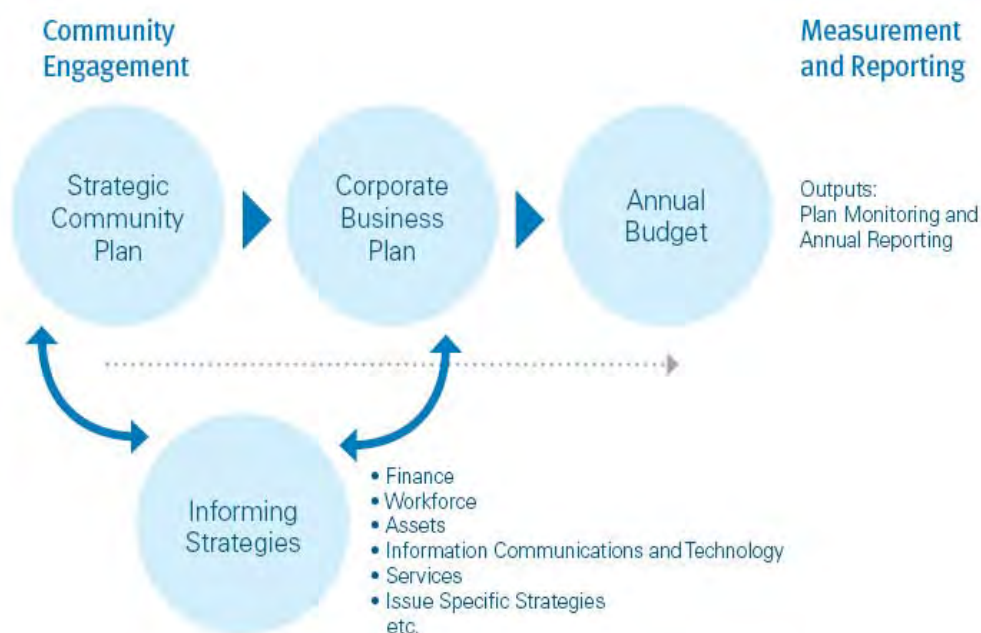 Community
Engagement
Measurement
and Reporting
Strategic
Community
Plan
Corporate
Business
Plan
Annual
Budget
Outputs:
Plan Monitoring and
Annual Reporting
Informing
Strategies
• Finance
• Workforce
• Assets
• Information Communications and Technology
• Services
• Issue Specific Strategies
etc.